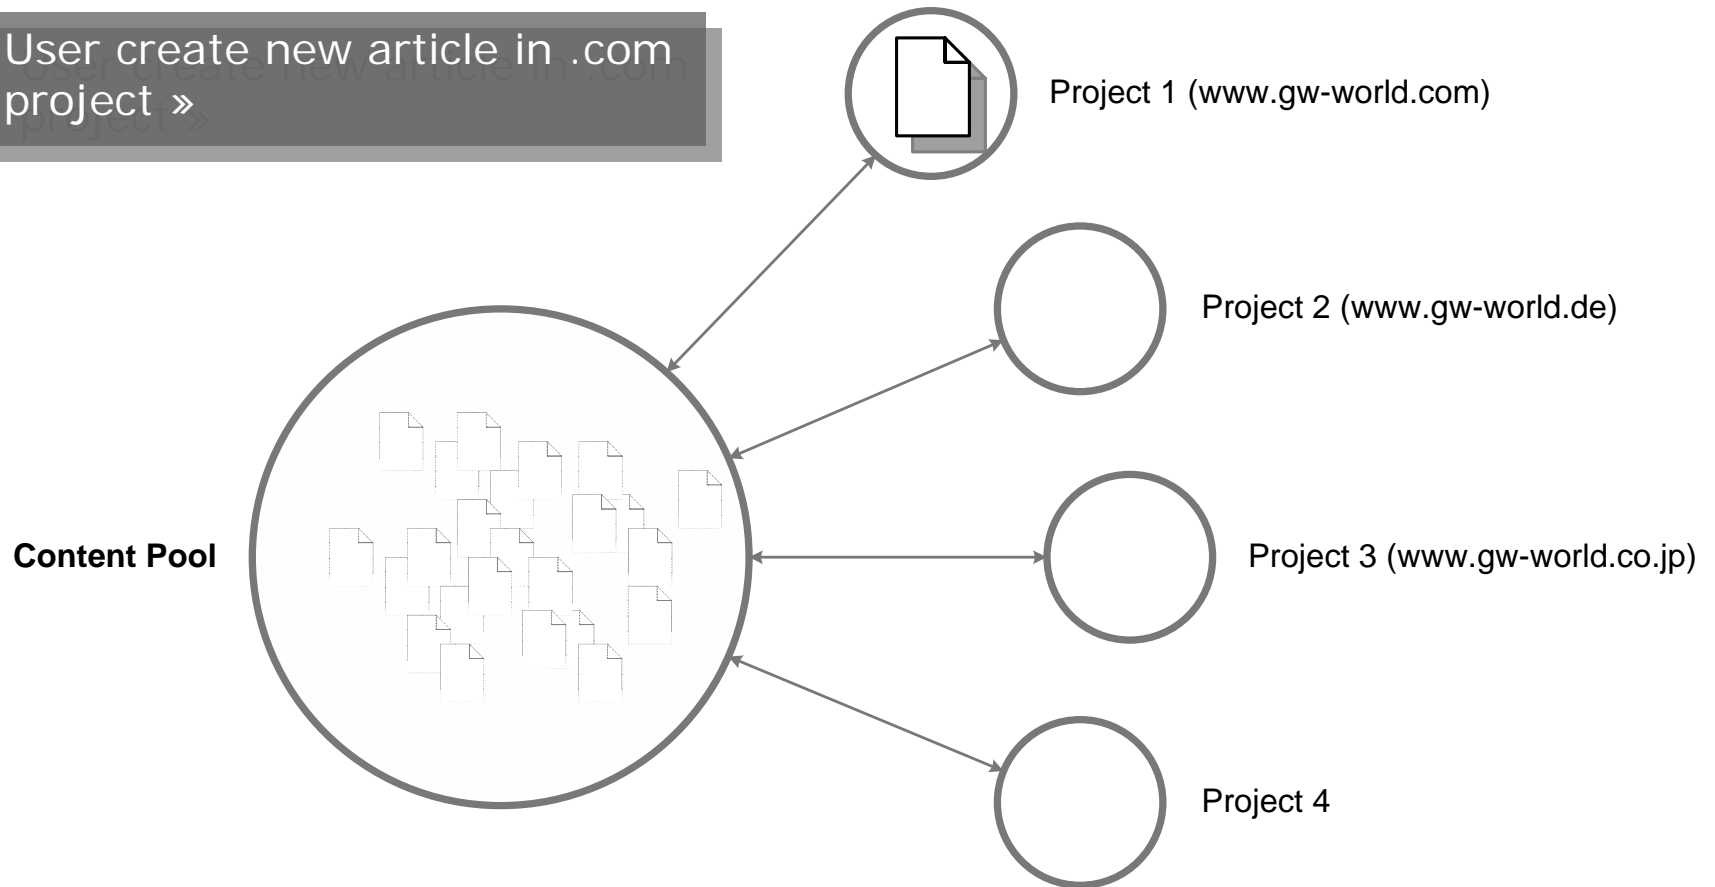 User create new article in .com
project »
Project 1 (www.gw-world.com)
Project 2 (www.gw-world.de)
Content Pool
Project 3 (www.gw-world.co.jp)
Project 4